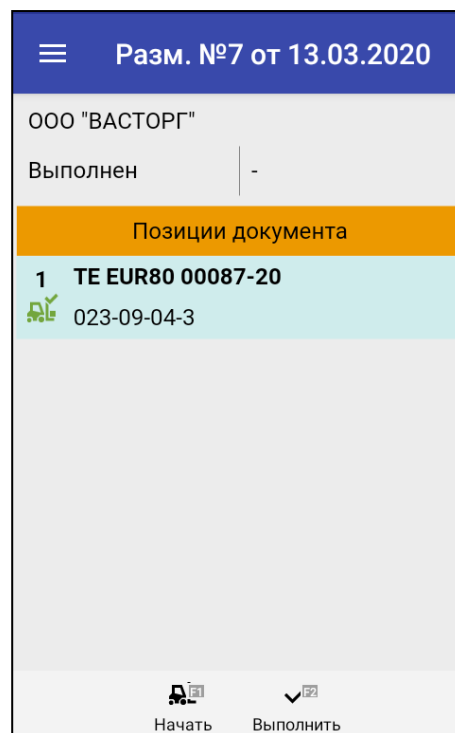 Разм. №7 от 13.03.2020
ООО "ВАСТОРГ"
Выполнен -
Позиции документа
1 TE EUR80 00087-20
023-09-04-3
F1 F2
Начать Выполнить